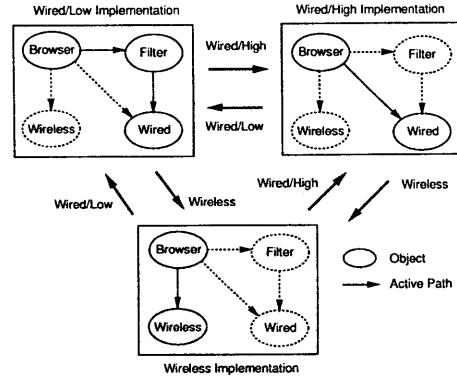 Wired/Low Implementation
Wired/High Implementation
Browser
Filter
Wireless
Wired
Wired/High
Wired/Low
Browser
Filter
Wireless
Wired
Wired/Low
Wireless
Wired/High
Wireless
Browser
Filter
Wireless
Wired
Object
Active Path
Wireless Implementation